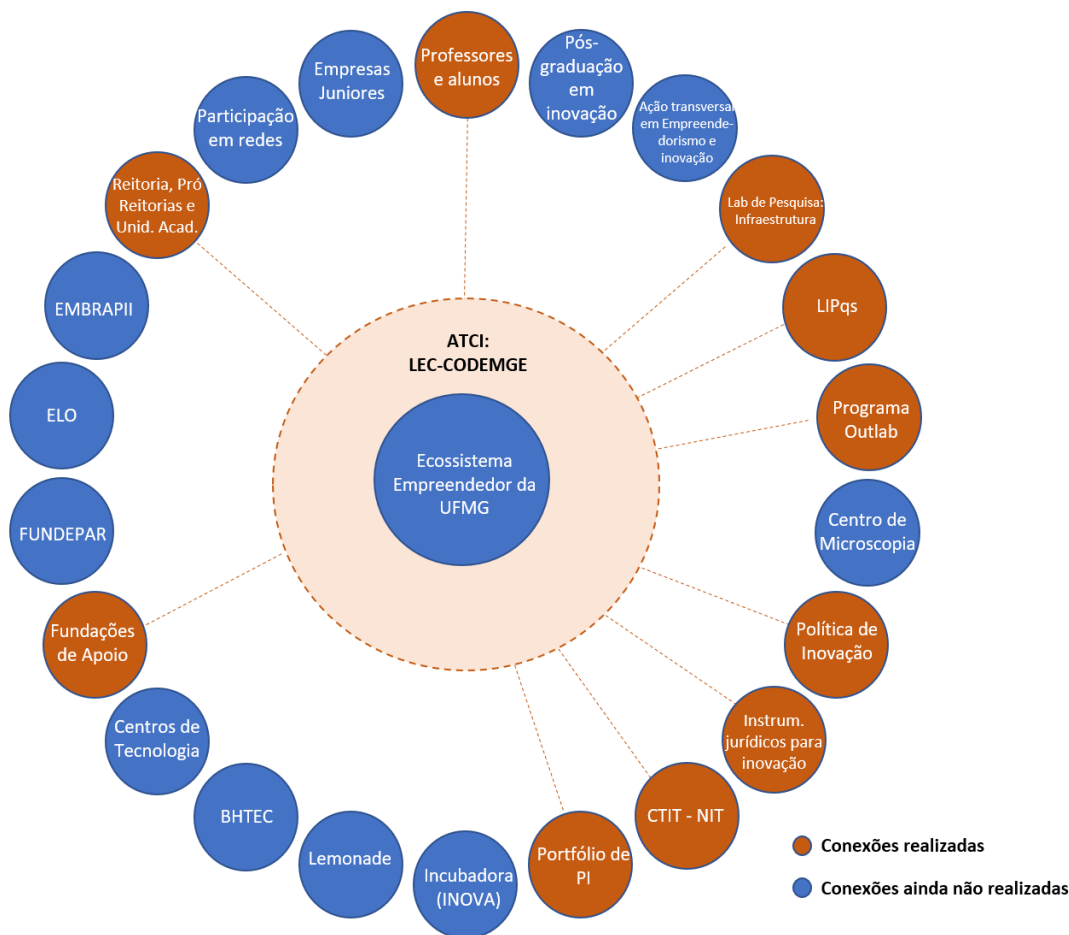 Professores
e alunos
Pós-
graduação
em
inovação
Ação transversal
em Empreende-
dorismo e
inovação
Lab de Pesquisa:
Infraestrutura
LIPqs
Programa
Outlab
Centro de
Microscopia
Política de
Inovação
Instrum.
jurídicos para
inovação
CTIT - NIT
Portfólio de
PI
Incubadora
(INOVA)
Lemonade
BHTEC
Centros de
Tecnologia
Fundações
de Apoio
FUNDEPAR
ELO
EMBRAPII
Reitoria, Pró
Reitorias e
Unid. Acad.
Participação
em redes
Empresas
Juniores
ATCI:
LEC-CODEMGE
Ecossistema
Empreendedor da
UFMG
Conexões realizadas
Conexões ainda não realizadas